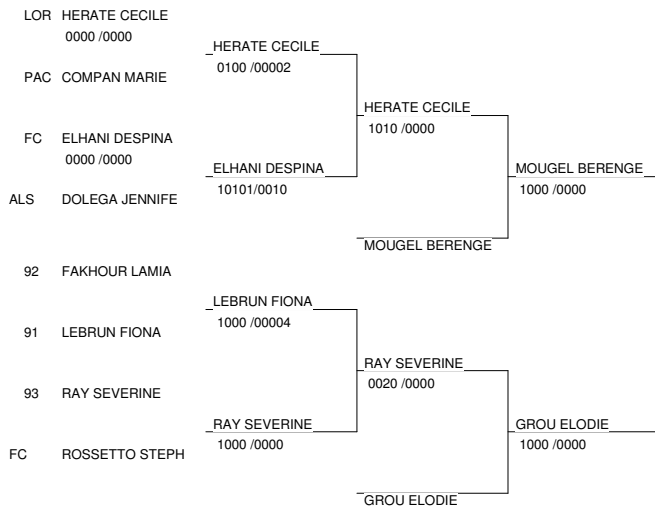 LOR HERATE CECILE
0000 /0000
HERATE CECILE
0100 /00002
PAC COMPAN MARIE
HERATE CECILE
1010 /0000
FC ELHANI DESPINA
0000 /0000
ELHANI DESPINA
10101/0010
MOUGEL BERENGE
1000 /0000
ALS DOLEGA JENNIFE
MOUGEL BERENGE
92 FAKHOUR LAMIA
LEBRUN FIONA
1000 /00004
91 LEBRUN FIONA
RAY SEVERINE
0020 /0000
93 RAY SEVERINE
RAY SEVERINE
1000 /0000
GROU ELODIE
1000 /0000
FC ROSSETTO STEPH
GROU ELODIE